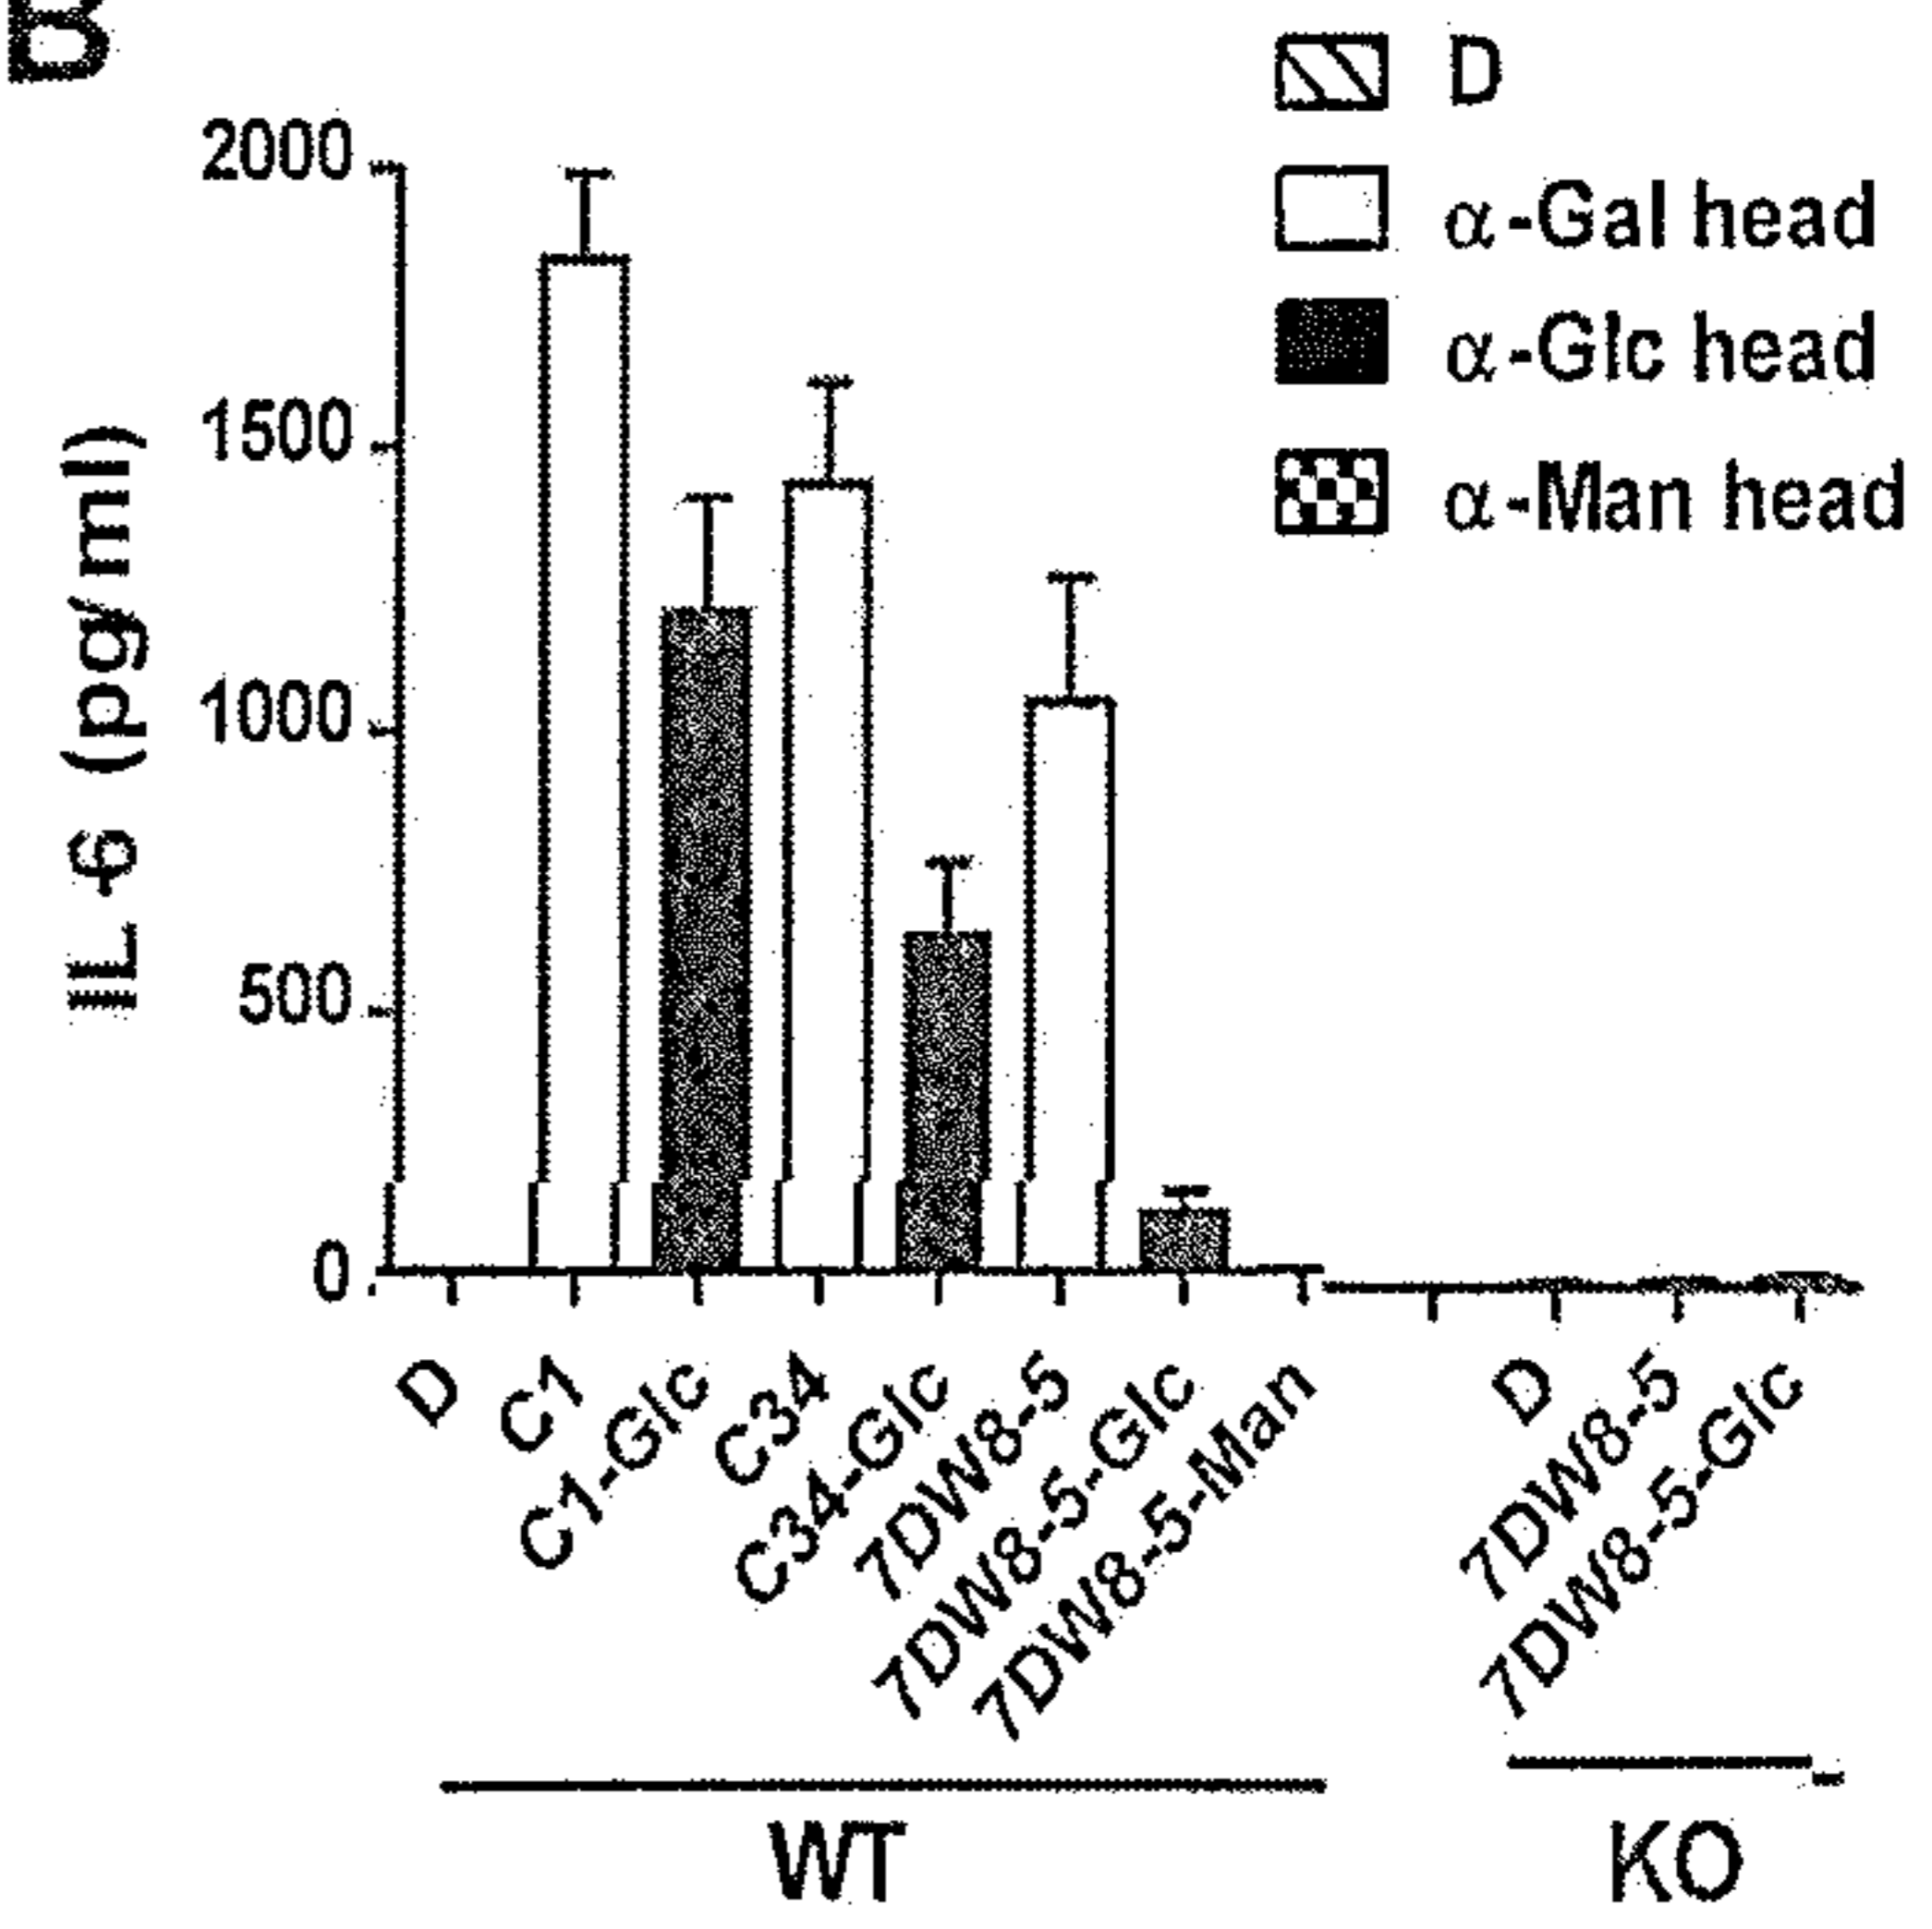 B
D
α-Gal head
α-Glc head
α-Man head
IL-6 (pg/ml)
2000
1500
1000
500
0
D
C1
C1-Glc
C34
C34-Glc
7DW8-5
7DW8-5-Glc
7DW8-5-Man
D
7DW8-5
7DW8-5-Glc
WT
KO